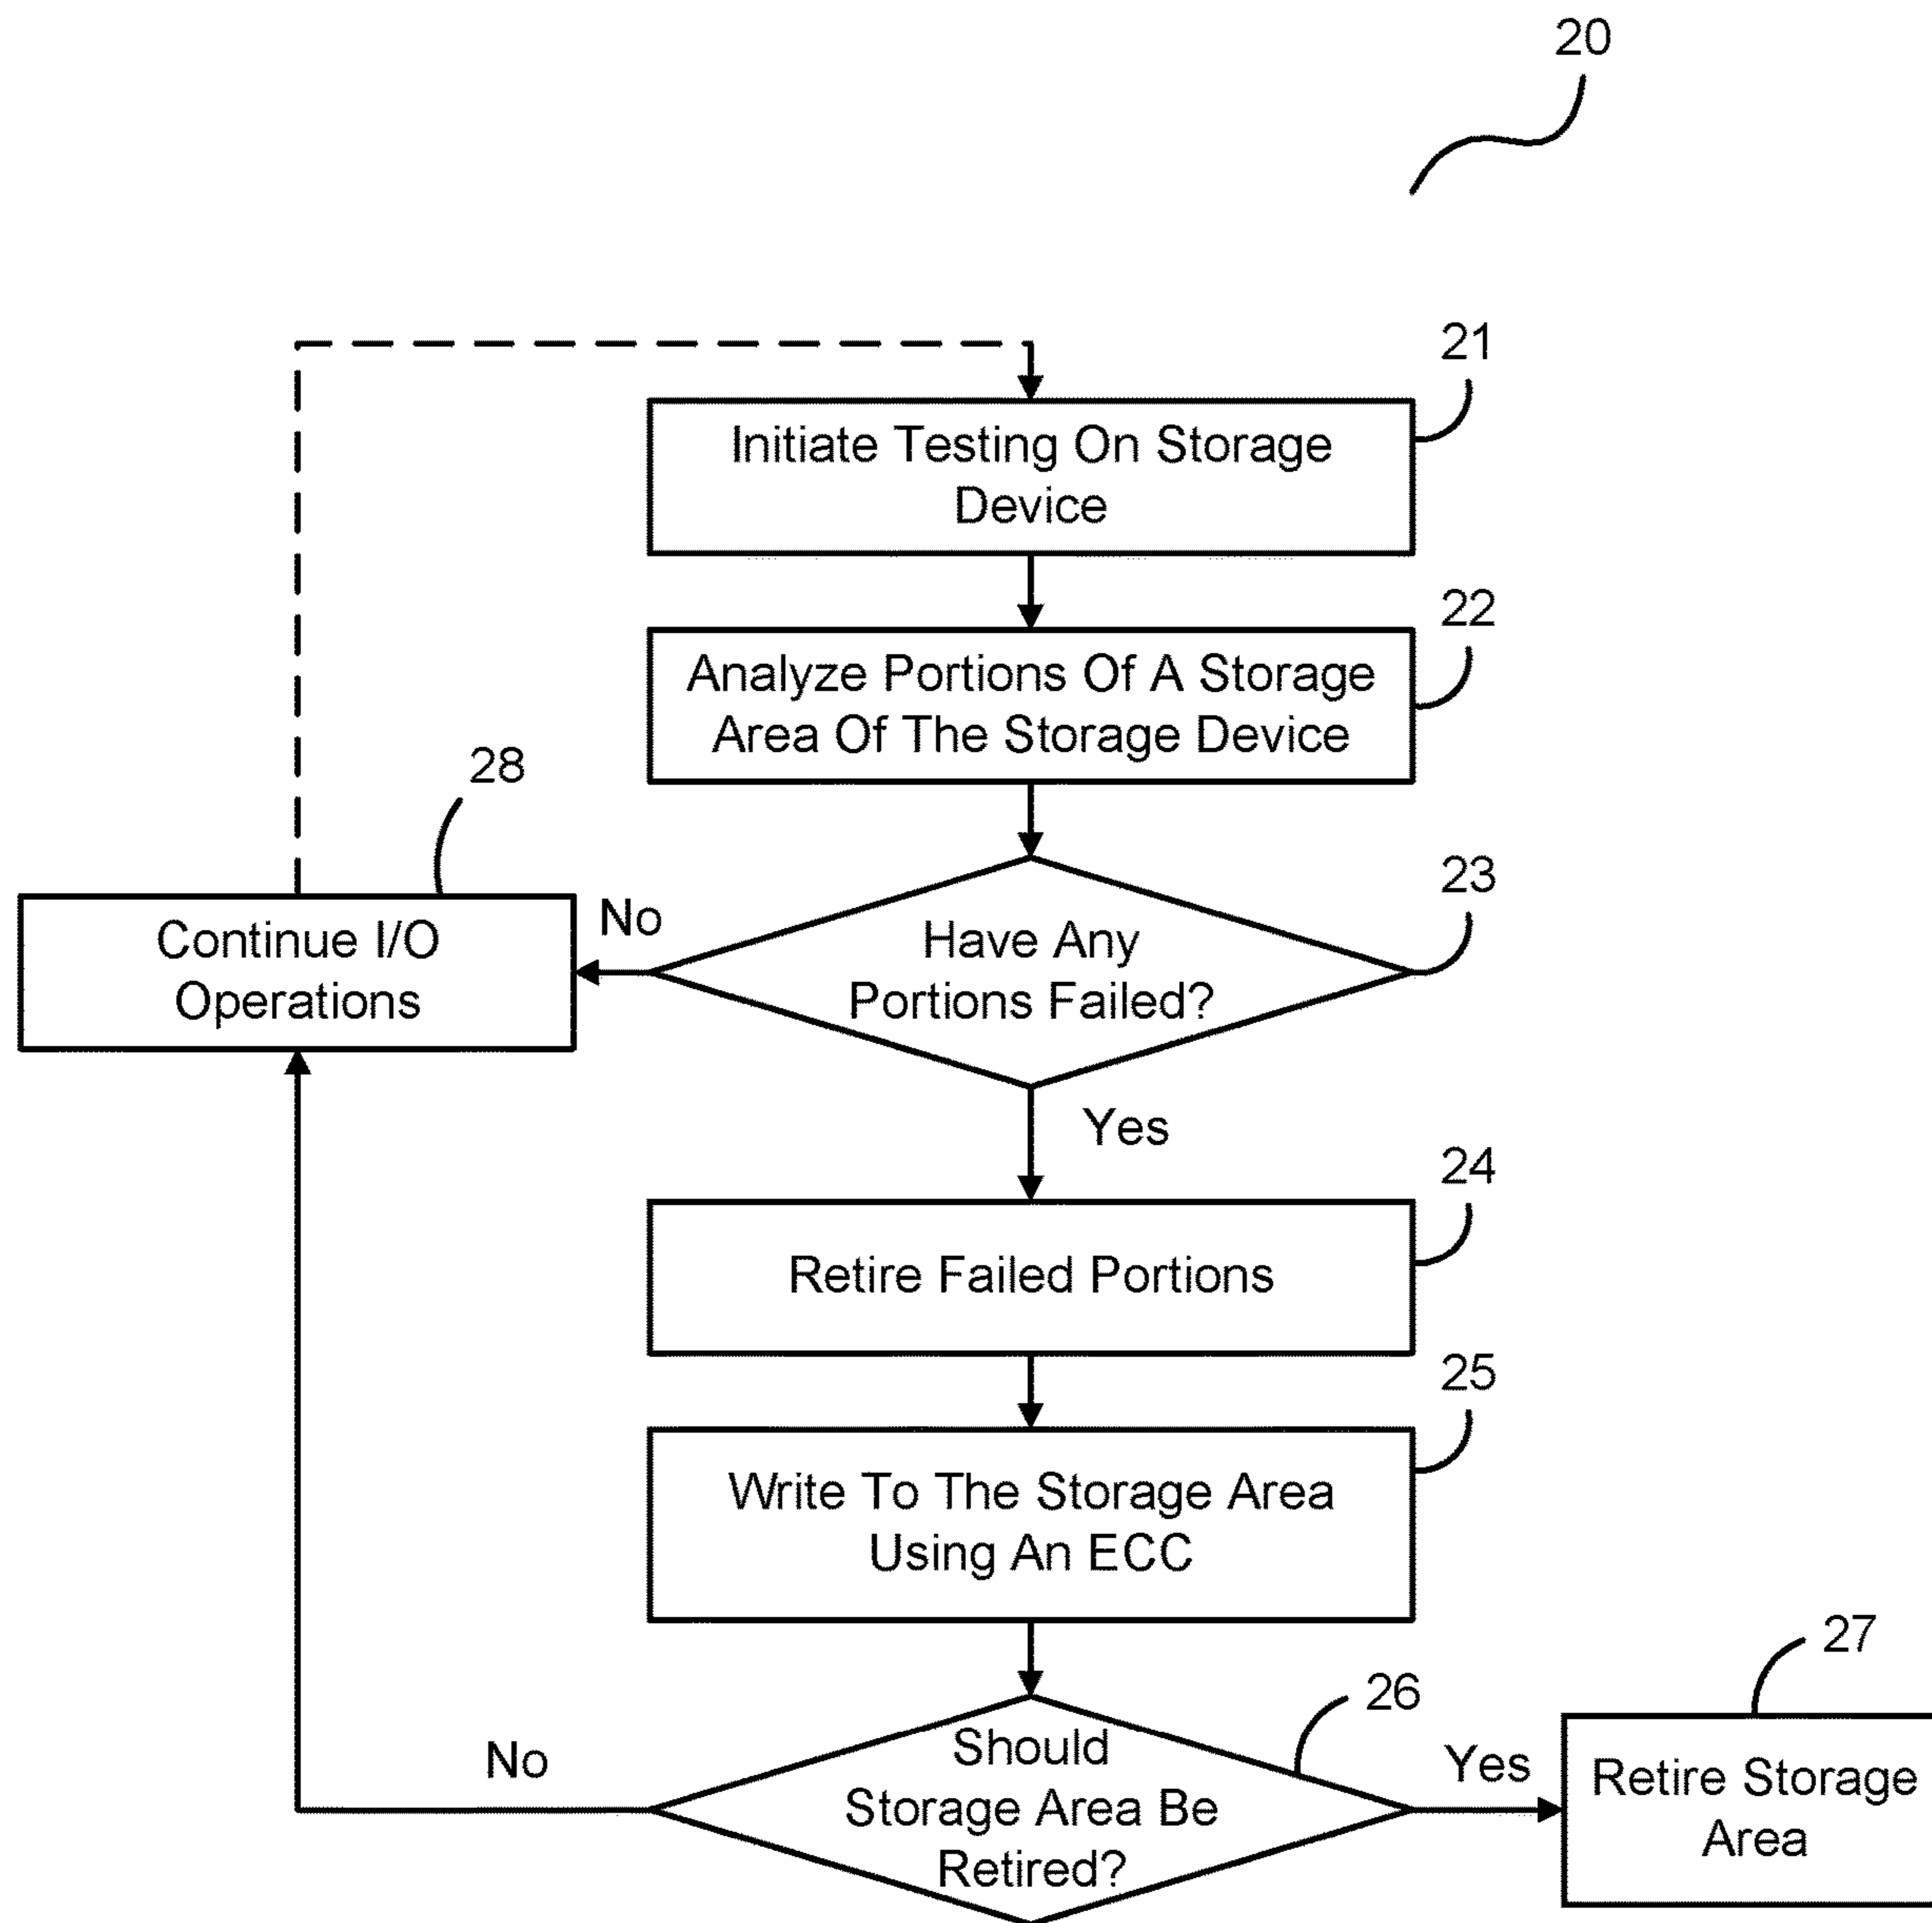 20
21
Initiate Testing On Storage
Device
22
Analyze Portions Of A Storage
Area Of The Storage Device
28
Continue I/O
Operations
No
23
Have Any
Portions Failed?
Yes
24
Retire Failed Portions
25
Write To The Storage Area
Using An ECC
26
Should
Storage Area Be
Retired?
No
Yes
27
Retire Storage
Area